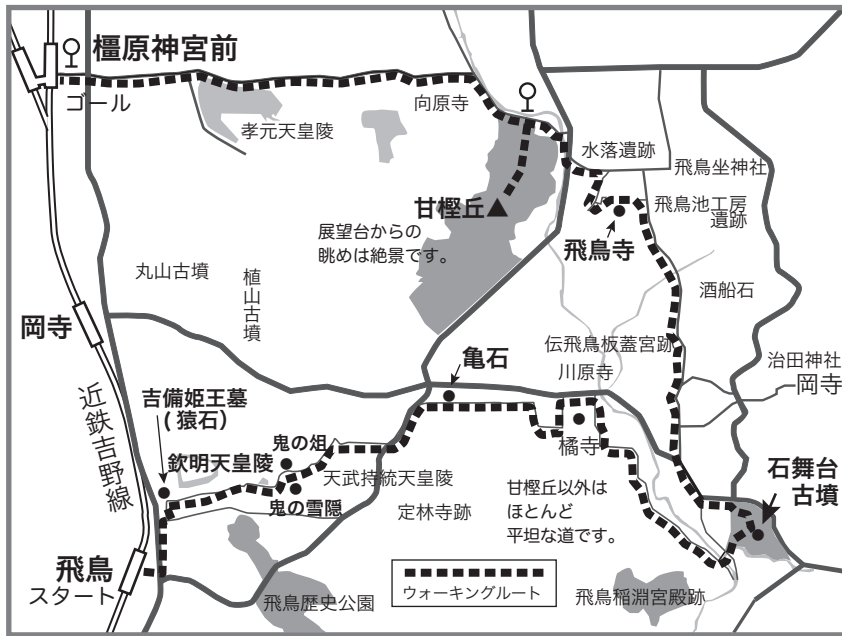 橿原神宮前
ゴール
孝元天皇陵
向原寺
水落遺跡
飛鳥坐神社
甘樫丘
飛鳥池工房
遺跡
展望台からの
眺めは絶景です。
飛鳥寺
丸山古墳
植山古墳
酒船石
岡寺
亀石
伝飛鳥板蓋宮跡
川原寺
治田神社
岡寺
近鉄吉野線
吉備姫王墓
(猿石)
鬼の俎
橘寺
欽明天皇陵
天武持統天皇陵
石舞台
古墳
鬼の雪隠
定林寺跡
甘樫丘以外は
ほとんど
平坦な道です。
飛鳥
スタート
飛鳥歴史公園
ウォーキングルート
飛鳥稲淵宮殿跡